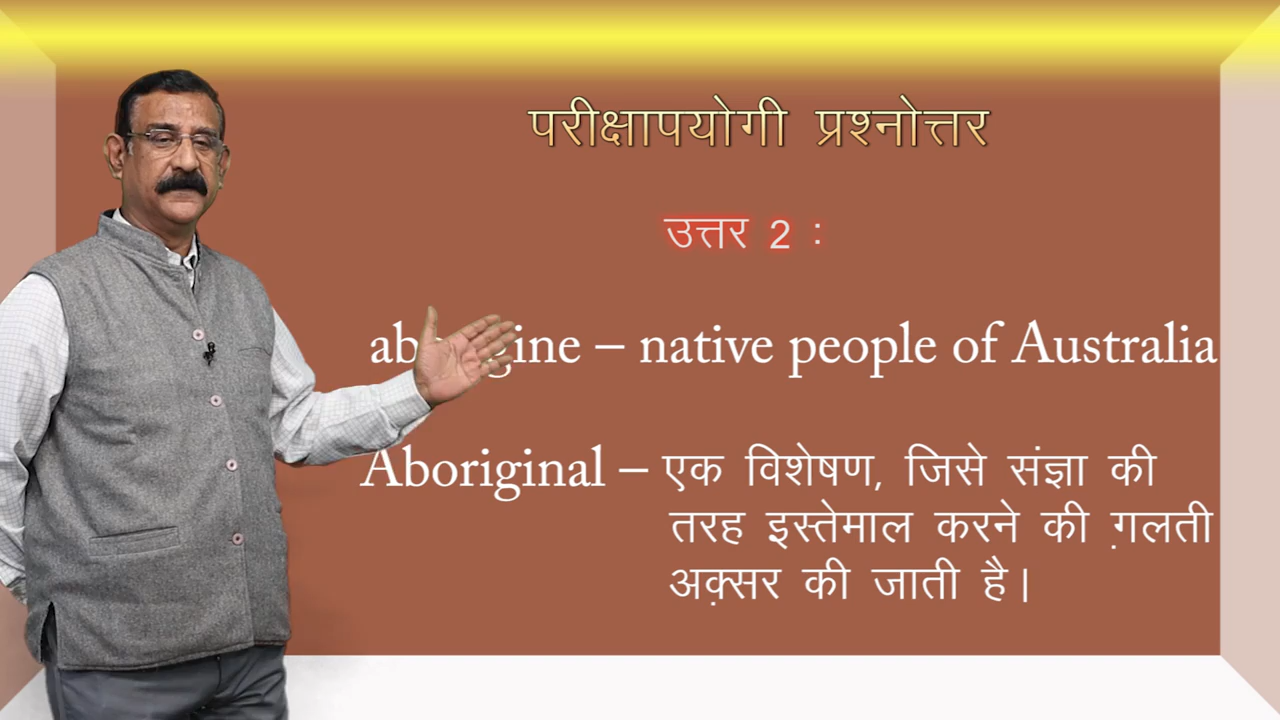 परीक्षापयोगी प्रश्नोत्तर
उत्तर 2 :
– native people of Australia
Aboriginal – एक विशेषण, जिसे संज्ञा की
तरह इस्तेमाल करने की ग़लती
अक़्सर की जाती है।